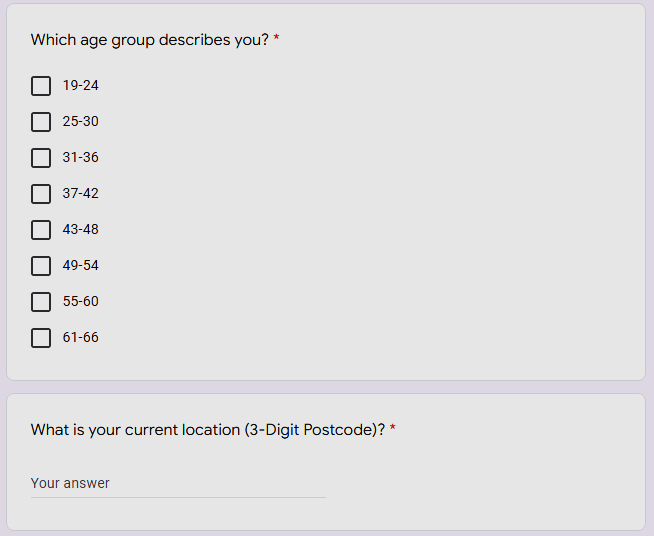 Which age group describes you? *
19-24
25-30
31-36
37-42
43-48
49-54
55-60
61-66
What is your current location (3-Digit Postcode)? *
Your answer